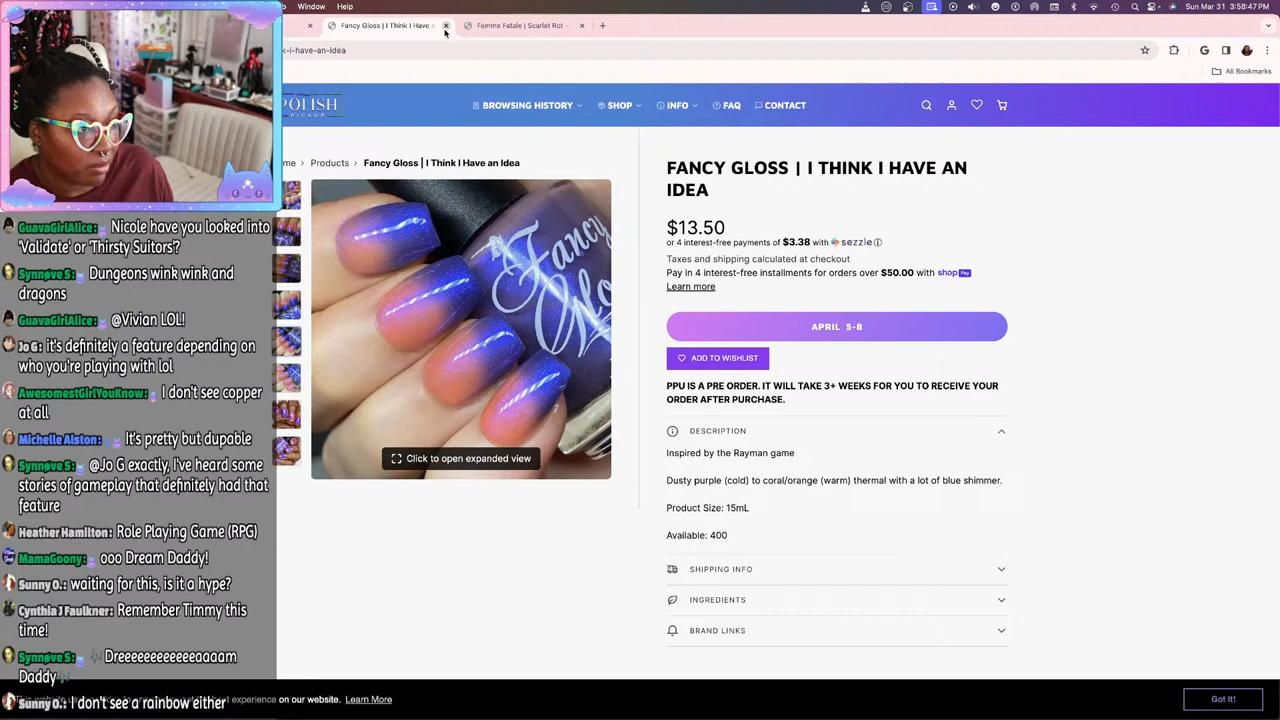 Window Help
Sun Mar 31 3:58:47 PM
Fancy Gloss | I Think I Have a
Femme Fatale | Scarlet Rot -
k-i-have-an-idea
All Bookmarks
POLISH
PICKUP
BROWSING HISTORY
SHOP
INFO
FAQ
CONTACT
me Products Fancy Gloss | I Think I Have an Idea
Fancy
Glo
Click to open expanded view
FANCY GLOSS | I THINK I HAVE AN
IDEA
$13.50
or 4 interest-free payments of $3.38 with sezzle
Taxes and shipping calculated at checkout
Pay in 4 interest-free installments for orders over $50.00 with shop Pay
Learn more
APRIL 5-8
ADD TO WISHLIST
PPU IS A PRE ORDER. IT WILL TAKE 3+ WEEKS FOR YOU TO RECEIVE YOUR
ORDER AFTER PURCHASE.
DESCRIPTION
Inspired by the Rayman game
Dusty purple (cold) to coral/orange (warm) thermal with a lot of blue shimmer.
Product Size: 15mL
Available: 400
SHIPPING INFO
INGREDIENTS
BRAND LINKS
GuavaGirlAlice: Nicole have you looked into
'Validate' or 'Thirsty Suitors'?
Synnøve S: Dungeons wink wink and
dragons
GuavaGirlAlice: @Vivian LOL!
Jo G: it's definitely a feature depending on
who you're playing with lol
AwesomestGirlYouKnow: I don't see copper
at all
Michelle Alston: It's pretty but dupable
Synnøve S: @Jo G exactly, I've heard some
stories of gameplay that definitely had that
feature
Heather Hamilton: Role Playing Game (RPG)
MamaGoony: ooo Dream Daddy!
Sunny O.: waiting for this, is it a hype?
Cynthia J Faulkner: Remember Timmy this
time!
Synnøve S: Dreeeeeeeeeeaaaam
Daddy
Sunny O.: I don't see a rainbow either
experience on our website. Learn More
Got it!